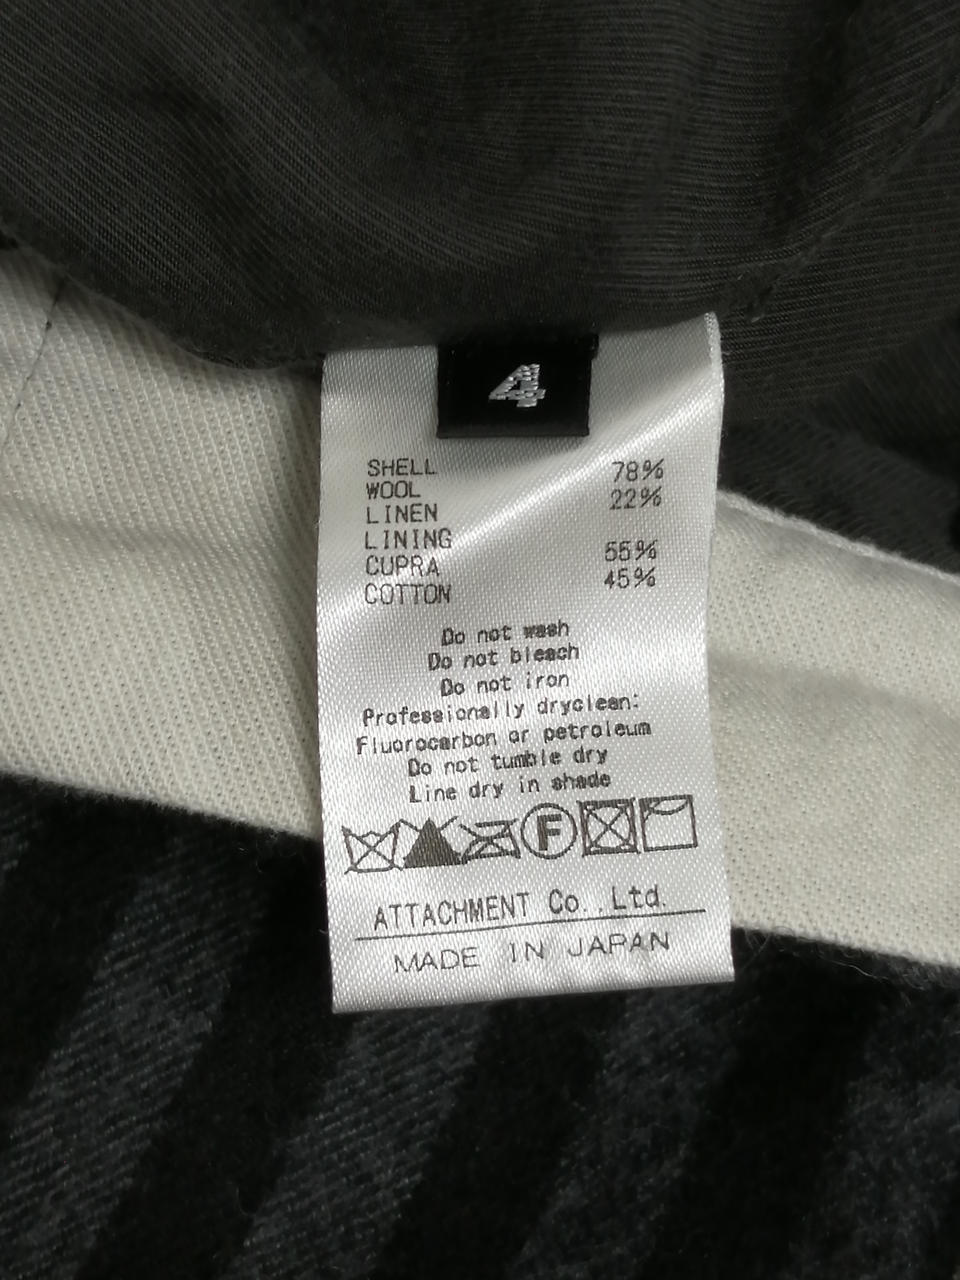 4
SHELL
WOOL 78%
LINEN 22%
LINING
CUPRA 55%
COTTON 45%
Do not wash
Do not bleach
Do not iron
Professionally dryclean:
Fluorocarbon or petroleum
Do not tumble dry
Line dry in shade
F
ATTACHMENT Co.,Ltd.
MADE IN JAPAN